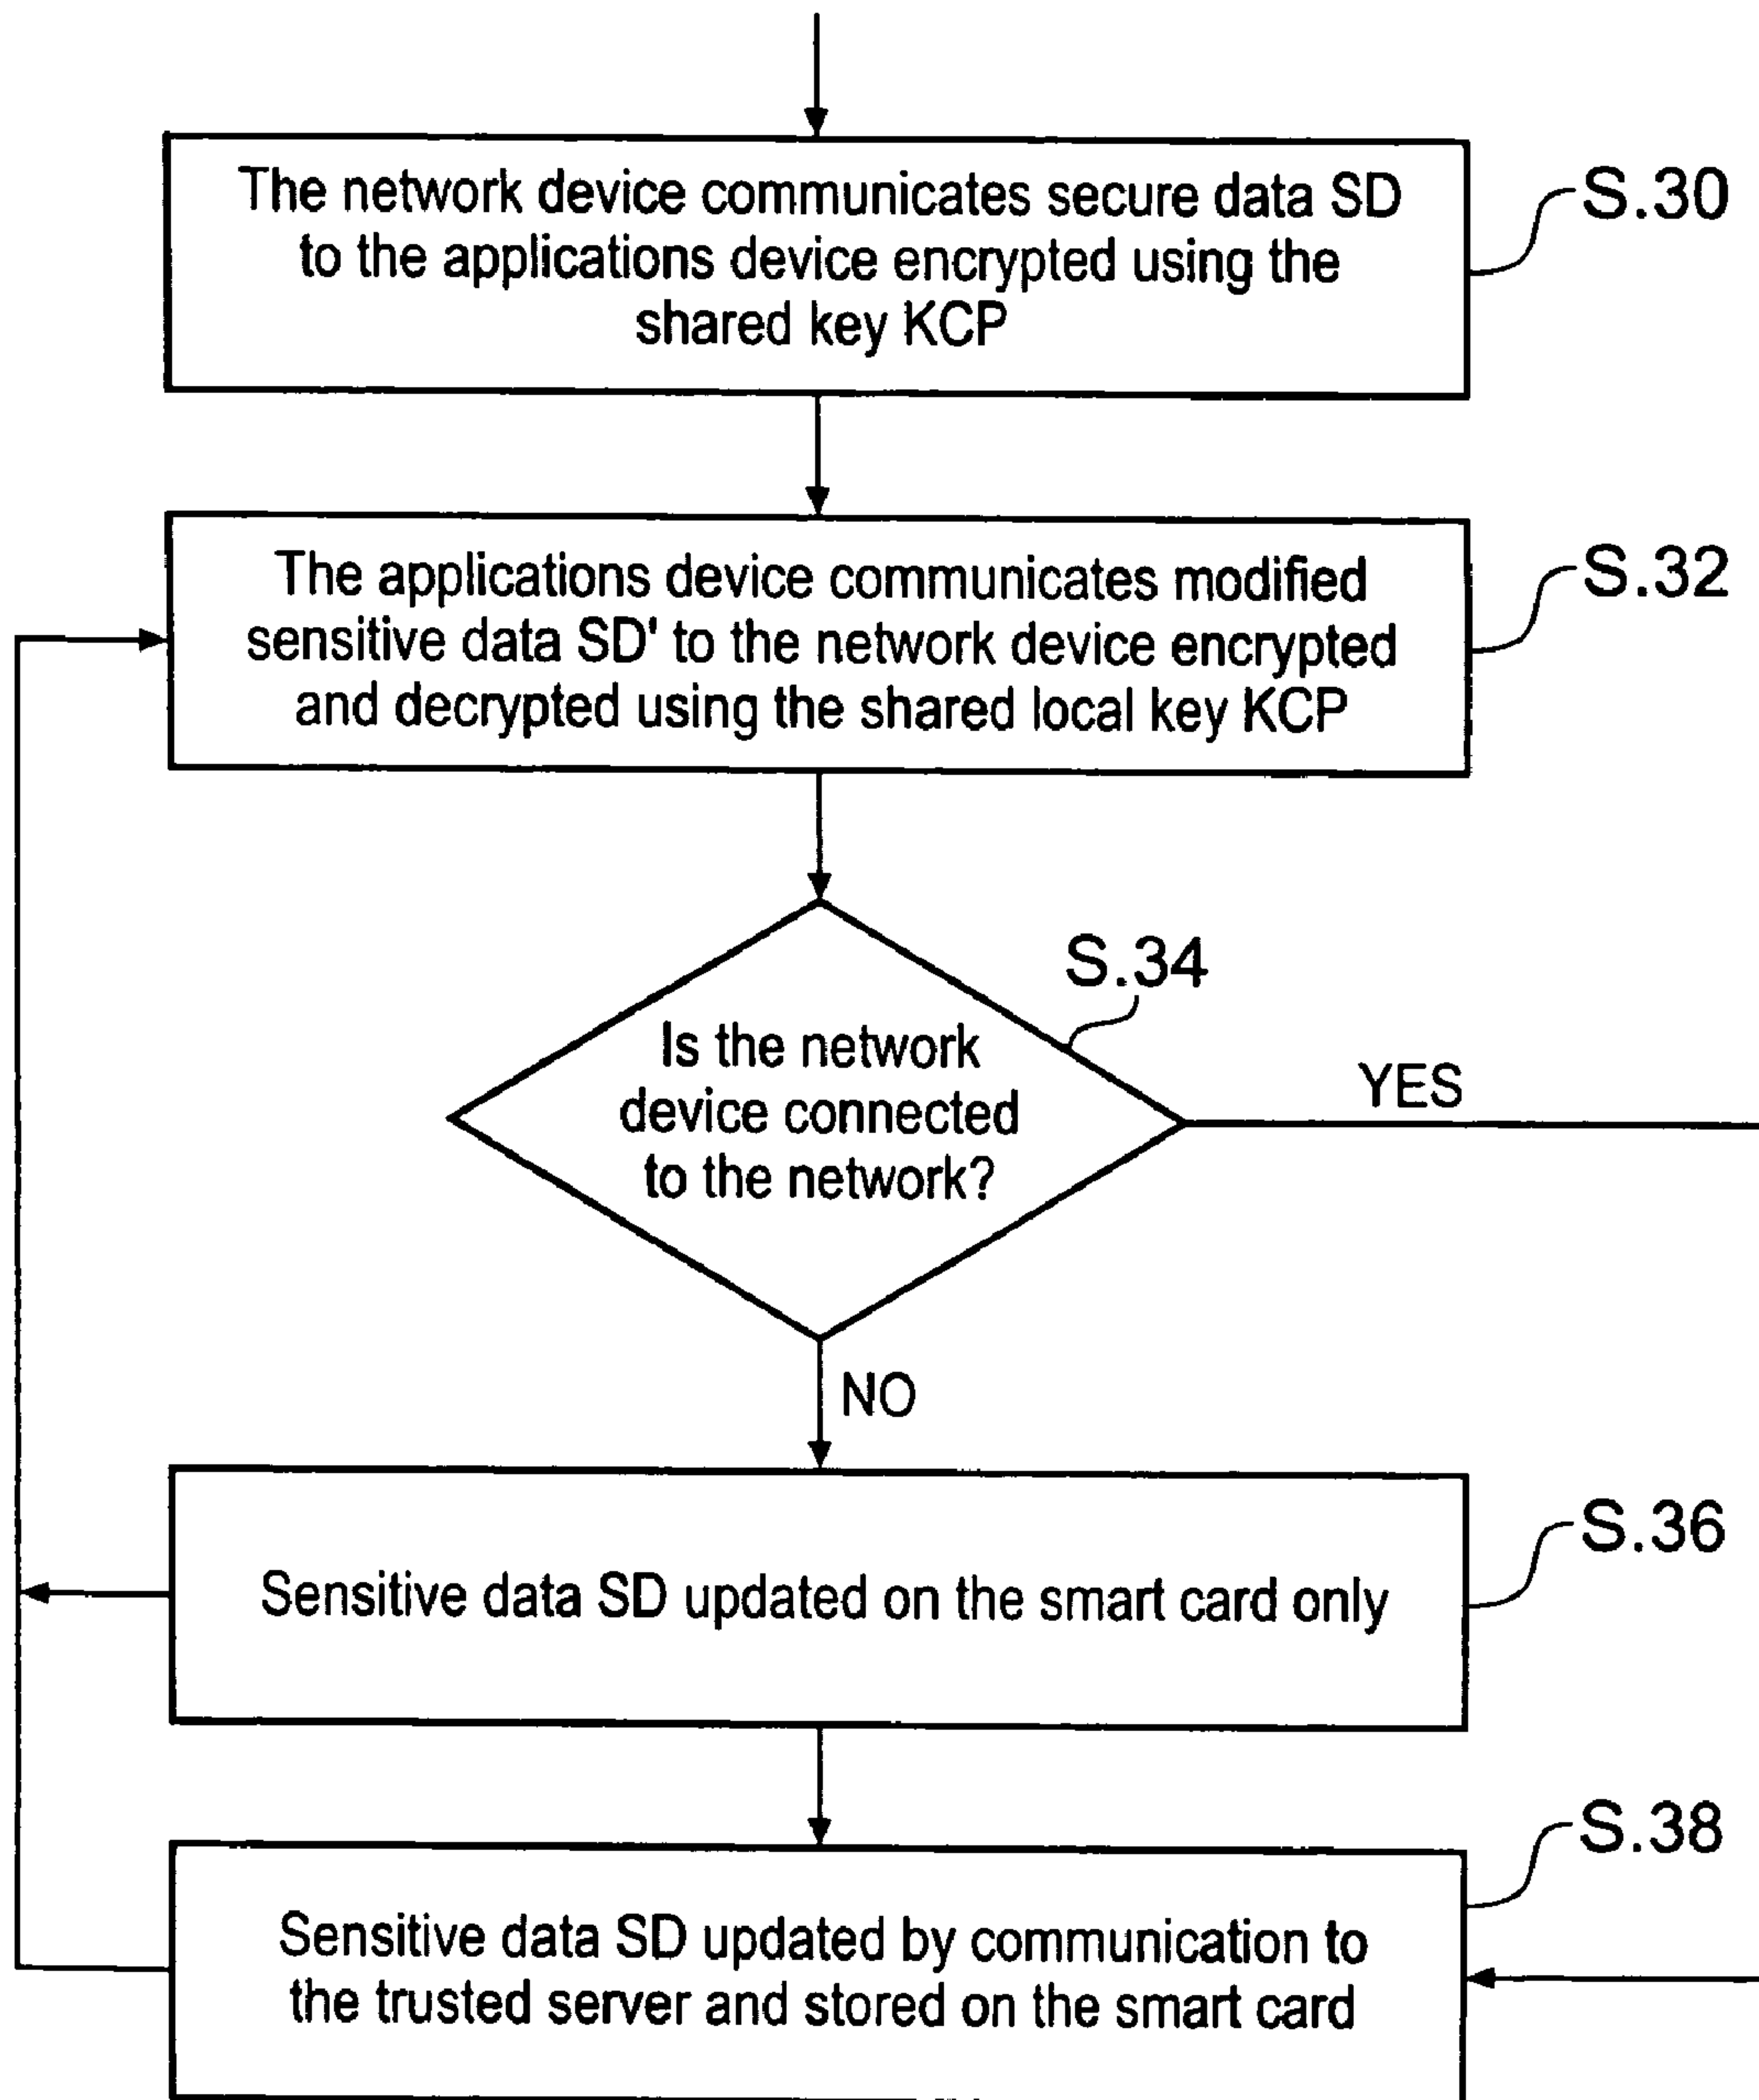 The network device communicates secure data SD
to the applications device encrypted using the
shared key KCP
S.30
The applications device communicates modified
sensitive data SD' to the network device encrypted
and decrypted using the shared local key KCP
S.32
S.34
Is the network
device connected
to the network?
YES
NO
Sensitive data SD updated on the smart card only
S.36
S.38
Sensitive data SD updated by communication to
the trusted server and stored on the smart card